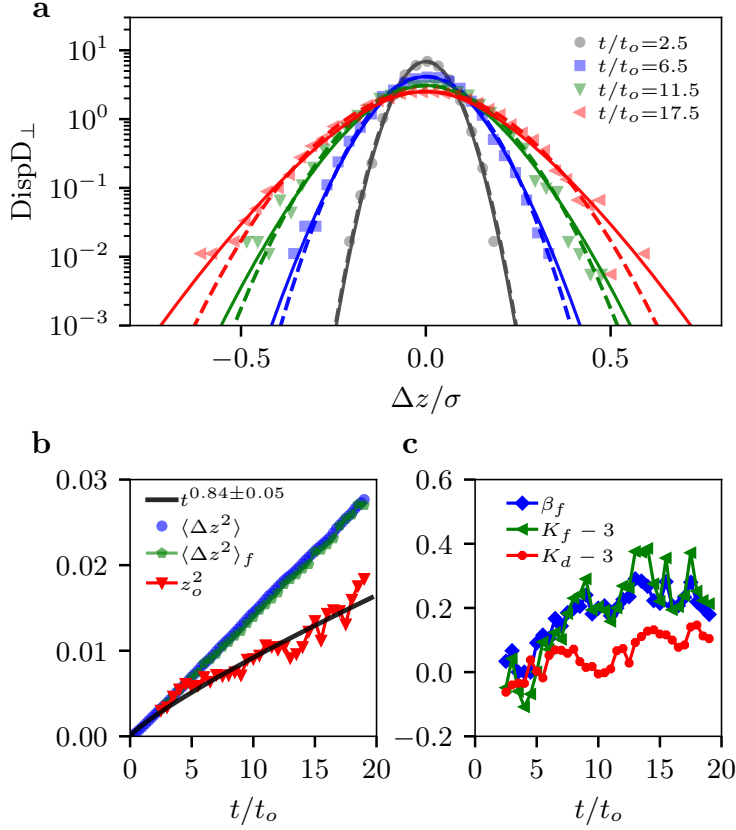 a
DispD⊥
10^1
10^0
10^{-1}
10^{-2}
10^{-3}
t/t_o=2.5
t/t_o=6.5
t/t_o=11.5
t/t_o=17.5
−0.5
0.0
0.5
Δz/σ
b
0.03
0.02
0.01
0.00
t^{0.84±0.05}
⟨Δz^2⟩
⟨Δz^2⟩_f
z_o^2
0
5
10
15
20
t/t_o
c
0.6
0.4
0.2
0.0
−0.2
β_f
K_f − 3
K_d − 3
0
5
10
15
20
t/t_o